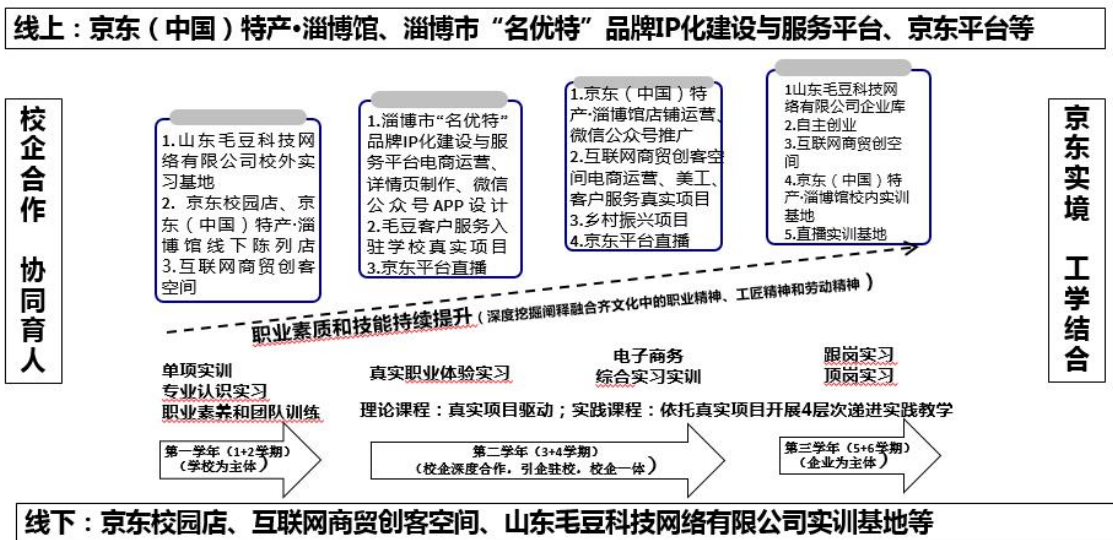 线上：京东（中国）特产·淄博馆、淄博市“名优特”品牌IP化建设与服务平台、京东平台等
校企合作 协同育人
1.山东毛豆科技网
络有限公司校外实
习基地
2. 京东校园店、京
东（中国）特产·淄
博馆线下陈列店
3.互联网商贸创客
空间
1.淄博市“名优特”
品牌IP化建设与服
务平台电商运营、
详情页制作、微信
公众号APP设计
2.毛豆客户服务入
驻学校真实项目
3.京东平台直播
1.京东（中国）特
产·淄博馆店铺运营、
微信公众号推广
2.互联网商贸创客空
间电商运营、美工、
客户服务真实项目
3.乡村振兴项目
4.京东平台直播
1山东毛豆科技网
络有限公司企业库
2.自主创业
3.互联网商贸创空
间
4.京东（中国）特
产·淄博馆校内实训
基地
5.直播实训基地
京东实境 工学结合
职业素质和技能持续提升（深度挖掘阐释融合齐文化中的职业精神、工匠精神和劳动精神）
单项实训
专业认识实习
职业素养和团队训练
真实职业体验实习
电子商务
综合实习实训
跟岗实习
顶岗实习
理论课程：真实项目驱动；实践课程：依托真实项目开展4层次递进实践教学
第一学年（1+2学期）
（学校为主体）
第二学年（3+4学期）
（校企深度合作，引企驻校，校企一体）
第三学年（5+6学期）
（企业为主体）
线下：京东校园店、互联网商贸创客空间、山东毛豆科技网络有限公司实训基地等